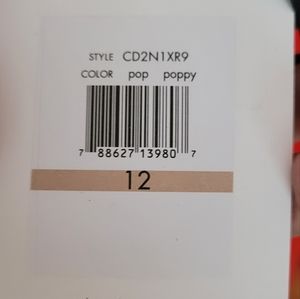 STYLE CD2N1XR9
COLOR pop poppy
7 88627 13980 7
12